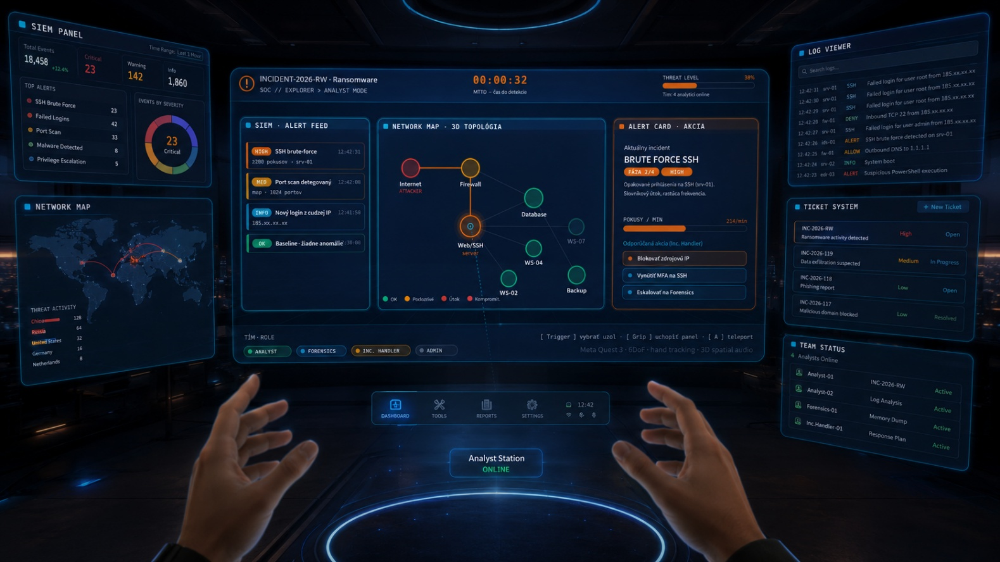 SIEM PANEL
Time Range: Last 1 Hour
Total Events
18,458 +12.4%
Critical
23
Warning
142
Info
1,860
TOP ALERTS
SSH Brute Force 23
Failed Logins 42
Port Scan 33
Malware Detected 8
Privilege Escalation 5
EVENTS BY SEVERITY
23
Critical
NETWORK MAP
THREAT ACTIVITY
China 128
Russia 64
United States 32
Germany 16
Netherlands 8
INCIDENT-2026-RW · Ransomware
SOC // EXPLORER > ANALYST MODE
00:00:32
MTTD – čas do detekcie
THREAT LEVEL 38%
Tím: 4 analytici online
SIEM · ALERT FEED
HIGH SSH brute-force 12:42:31
2280 pokusov · srv-01
MED Port scan detegovaný 12:42:08
map · 1024 portov
INFO Nový login z cudzej IP 12:41:50
185.xx.xx.xx
OK Baseline · žiadne anomálie :30:00
NETWORK MAP · 3D TOPOLÓGIA
Internet
ATTACKER
Firewall
Database
Web/SSH
server
WS-07
WS-04
WS-02
Backup
OK Podozrivé Útok Kompromit.
ALERT CARD · AKCIA
Aktuálny incident
BRUTE FORCE SSH
FÁZA 2/4 HIGH
Opakované prihlásenia na SSH (srv-01).
Slovníkový útok, rastúca frekvencia.
POKUSY / MIN 214/min
Odporúčaná akcia (Inc. Handler)
Blokovať zdrojovú IP
Vynútiť MFA na SSH
Eskalovať na Forensics
TÍM · ROLE
ANALYST FORENSICS INC. HANDLER ADMIN
[ Trigger ] vybrať uzol · [ Grip ] uchopiť panel · [ A ] teleport
Meta Quest 3 · 6DoF · hand tracking · 3D spatial audio
DASHBOARD TOOLS REPORTS SETTINGS 12:42
Analyst Station
ONLINE
LOG VIEWER
Search logs...
12:42:31 srv-01 SSH Failed login for user root from 185.xx.xx.xx
12:42:30 srv-01 SSH Failed login for user root from 185.xx.xx.xx
12:42:29 srv-01 SSH Failed login for user root from 185.xx.xx.xx
12:42:28 fw-01 DENY Inbound TCP 22 from 185.xx.xx.xx
12:42:27 srv-01 SSH Failed login for user admin from 185.xx.xx.xx
12:42:26 ids-01 ALERT SSH brute force detected on srv-01
12:42:25 fw-01 ALLOW Outbound DNS to 1.1.1.1
12:42:24 srv-02 INFO System boot
12:42:23 edr-03 ALERT Suspicious PowerShell execution
TICKET SYSTEM
+ New Ticket
INC-2026-RW
Ransomware activity detected High Open
INC-2026-119
Data exfiltration suspected Medium In Progress
INC-2026-118
Phishing report Low Open
INC-2026-117
Malicious domain blocked Low Resolved
TEAM STATUS
4 Analysts Online
Analyst-01 INC-2026-RW Active
Analyst-02 Log Analysis Active
Forensics-01 Memory Dump Active
Inc.Handler-01 Response Plan Active